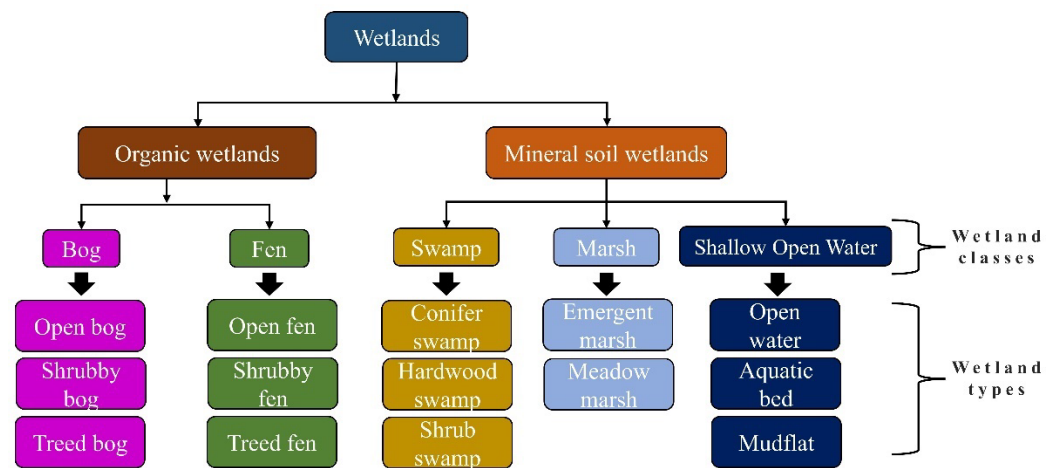 Wetlands
Organic wetlands
Mineral soil wetlands
Bog
Fen
Swamp
Marsh
Shallow Open Water
Wetland
classes
Open bog
Shrubby
bog
Treed bog
Open fen
Shrubby
fen
Treed fen
Conifer
swamp
Hardwood
swamp
Shrub
swamp
Emergent
marsh
Meadow
marsh
Open
water
Aquatic
bed
Mudflat
Wetland
types